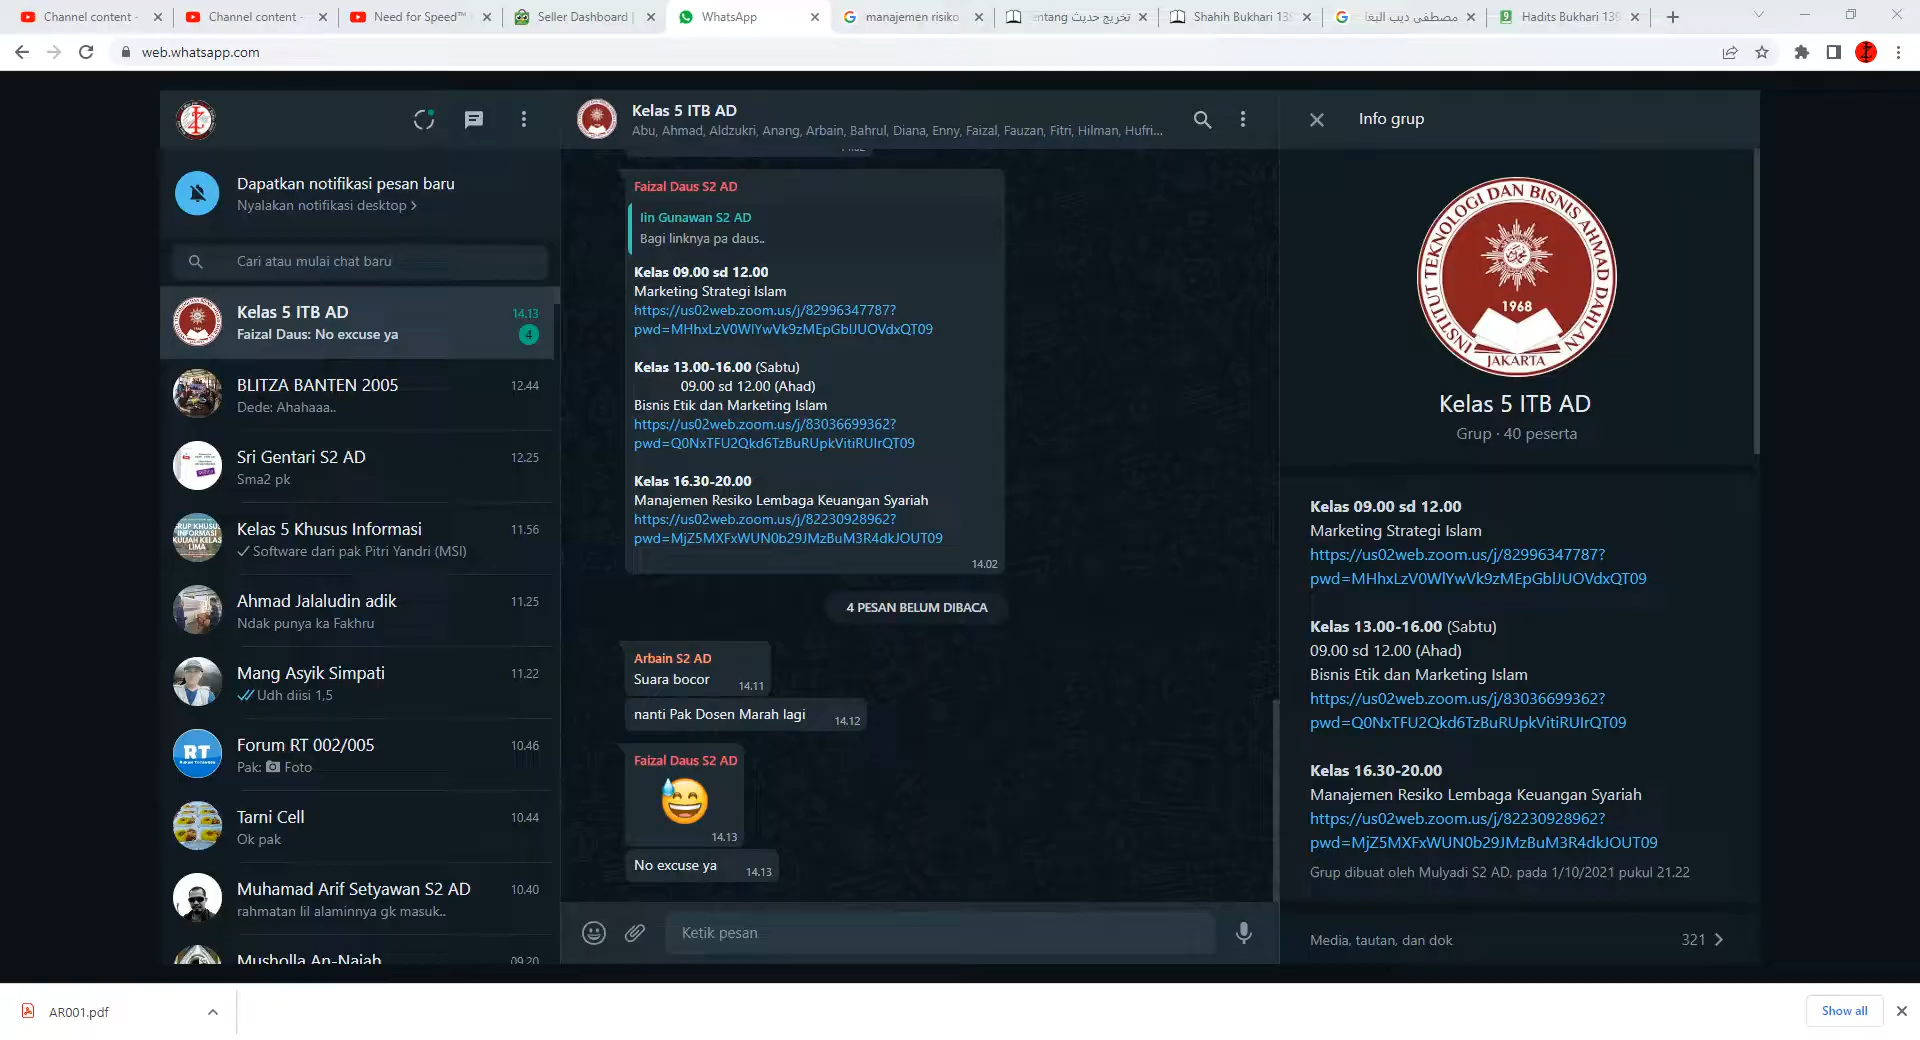 Channel content -
Channel content -
Need for Speed™
Seller Dashboard |
WhatsApp
manajemen risiko
تخريج حديث
Shahih Bukhari 139
مصطفى ديب البغا
Hadits Bukhari 139
web.whatsapp.com
Dapatkan notifikasi pesan baru
Nyalakan notifikasi desktop >
Cari atau mulai chat baru
Kelas 5 ITB AD 14.13
Faizal Daus: No excuse ya 4
BLITZA BANTEN 2005 12.44
Dede: Ahahaaa..
Sri Gentari S2 AD 12.25
Sma2 pk
Kelas 5 Khusus Informasi 11.56
Software dari pak Pitri Yandri (MSI)
Ahmad Jalaludin adik 11.25
Ndak punya ka Fakhru
Mang Asyik Simpati 11.22
Udh diisi 1,5
RT
Forum RT 002/005 10.46
Pak: Foto
Tarni Cell 10.44
Ok pak
Muhamad Arif Setyawan S2 AD 10.40
rahmatan lil alaminnya gk masuk..
Musholla An-Najah 09.20
Kelas 5 ITB AD
Abu, Ahmad, Aldzukri, Anang, Arbain, Bahrul, Diana, Enny, Faizal, Fauzan, Fitri, Hilman, Hufri...
Faizal Daus S2 AD
Iin Gunawan S2 AD
Bagi linknya pa daus..
Kelas 09.00 sd 12.00
Marketing Strategi Islam
https://us02web.zoom.us/j/82996347787?
pwd=MHhxLzV0WlYwVk9zMEpGblJUOVdxQT09
Kelas 13.00-16.00 (Sabtu)
09.00 sd 12.00 (Ahad)
Bisnis Etik dan Marketing Islam
https://us02web.zoom.us/j/83036699362?
pwd=Q0NxTFU2Qkd6TzBuRUpkVitiRUIrQT09
Kelas 16.30-20.00
Manajemen Resiko Lembaga Keuangan Syariah
https://us02web.zoom.us/j/82230928962?
pwd=MjZ5MXFxWUN0b29JMzBuM3R4dkJOUT09
14.02
4 PESAN BELUM DIBACA
Arbain S2 AD
Suara bocor 14.11
nanti Pak Dosen Marah lagi 14.12
Faizal Daus S2 AD
14.13
No excuse ya 14.13
Ketik pesan
Info grup
INSTITUT TEKNOLOGI DAN BISNIS AHMAD DAHLAN
1968
JAKARTA
Kelas 5 ITB AD
Grup · 40 peserta
Kelas 09.00 sd 12.00
Marketing Strategi Islam
https://us02web.zoom.us/j/82996347787?
pwd=MHhxLzV0WlYwVk9zMEpGblJUOVdxQT09
Kelas 13.00-16.00 (Sabtu)
09.00 sd 12.00 (Ahad)
Bisnis Etik dan Marketing Islam
https://us02web.zoom.us/j/83036699362?
pwd=Q0NxTFU2Qkd6TzBuRUpkVitiRUIrQT09
Kelas 16.30-20.00
Manajemen Resiko Lembaga Keuangan Syariah
https://us02web.zoom.us/j/82230928962?
pwd=MjZ5MXFxWUN0b29JMzBuM3R4dkJOUT09
Grup dibuat oleh Mulyadi S2 AD, pada 1/10/2021 pukul 21.22
Media, tautan, dan dok 321
AR001.pdf
Show all